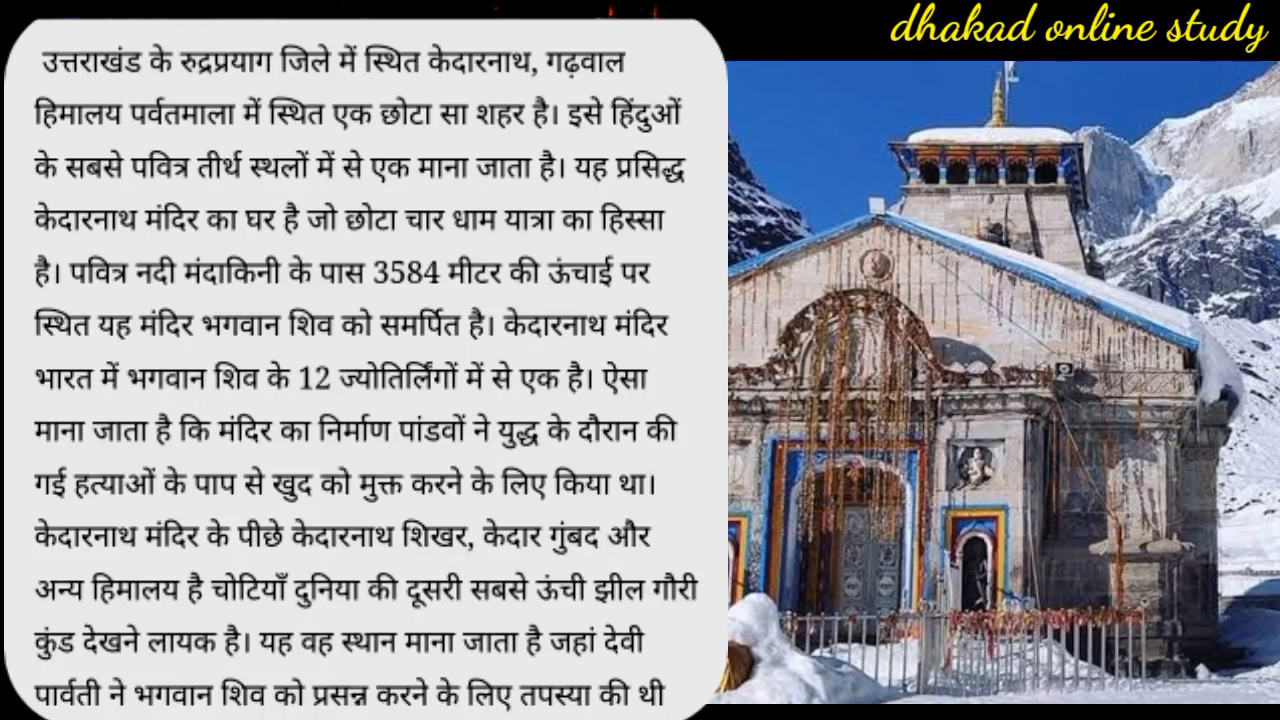 dhakad online study
उत्तराखंड के रुद्रप्रयाग जिले में स्थित केदारनाथ, गढ़वाल
हिमालय पर्वतमाला में स्थित एक छोटा सा शहर है। इसे हिंदुओं
के सबसे पवित्र तीर्थ स्थलों में से एक माना जाता है। यह प्रसिद्ध
केदारनाथ मंदिर का घर है जो छोटा चार धाम यात्रा का हिस्सा
है। पवित्र नदी मंदाकिनी के पास 3584 मीटर की ऊंचाई पर
स्थित यह मंदिर भगवान शिव को समर्पित है। केदारनाथ मंदिर
भारत में भगवान शिव के 12 ज्योतिर्लिंगों में से एक है। ऐसा
माना जाता है कि मंदिर का निर्माण पांडवों ने युद्ध के दौरान की
गई हत्याओं के पाप से खुद को मुक्त करने के लिए किया था।
केदारनाथ मंदिर के पीछे केदारनाथ शिखर, केदार गुंबद और
अन्य हिमालय है चोटियाँ दुनिया की दूसरी सबसे ऊंची झील गौरी
कुंड देखने लायक है। यह वह स्थान माना जाता है जहां देवी
पार्वती ने भगवान शिव को प्रसन्न करने के लिए तपस्या की थी